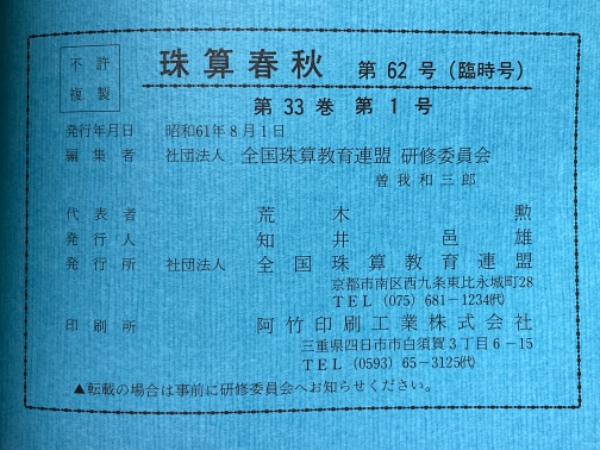 不許
複製
珠算春秋 第62号(臨時号)
第33巻 第1号
発行年月日 昭和61年8月1日
編集者 社団法人 全国珠算教育連盟 研修委員会
曽我和三郎
代表者 荒木勲
発行人 知井邑雄
発行所 社団法人 全国珠算教育連盟
京都市南区西九条東比永城町28
TEL(075)681-1234㈹
印刷所 阿竹印刷工業株式会社
三重県四日市市白須賀3丁目6-15
TEL(0593)65-3125㈹
▲転載の場合は事前に研修委員会へお知らせください。